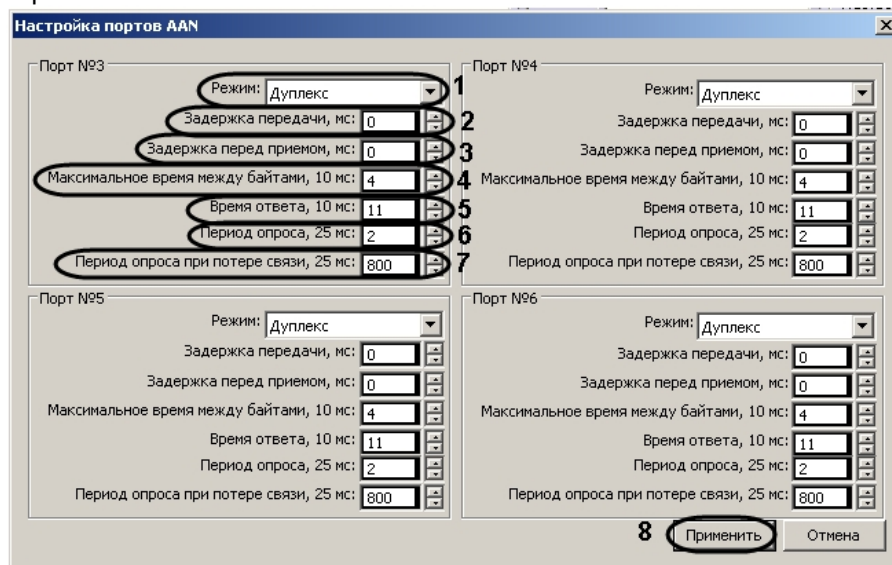 Настройка портов AAN
Порт №3
Режим: Дуплекс 1
Задержка передачи, мс: 0 2
Задержка перед приемом, мс: 0 3
Максимальное время между байтами, 10 мс: 4 4
Время ответа, 10 мс: 11 5
Период опроса, 25 мс: 2 6
Период опроса при потере связи, 25 мс: 800 7
Порт №4
Режим: Дуплекс
Задержка передачи, мс: 0
Задержка перед приемом, мс: 0
Максимальное время между байтами, 10 мс: 4
Время ответа, 10 мс: 11
Период опроса, 25 мс: 2
Период опроса при потере связи, 25 мс: 800
Порт №5
Режим: Дуплекс
Задержка передачи, мс: 0
Задержка перед приемом, мс: 0
Максимальное время между байтами, 10 мс: 4
Время ответа, 10 мс: 11
Период опроса, 25 мс: 2
Период опроса при потере связи, 25 мс: 800
Порт №6
Режим: Дуплекс
Задержка передачи, мс: 0
Задержка перед приемом, мс: 0
Максимальное время между байтами, 10 мс: 4
Время ответа, 10 мс: 11
Период опроса, 25 мс: 2
Период опроса при потере связи, 25 мс: 800
8 Применить Отмена